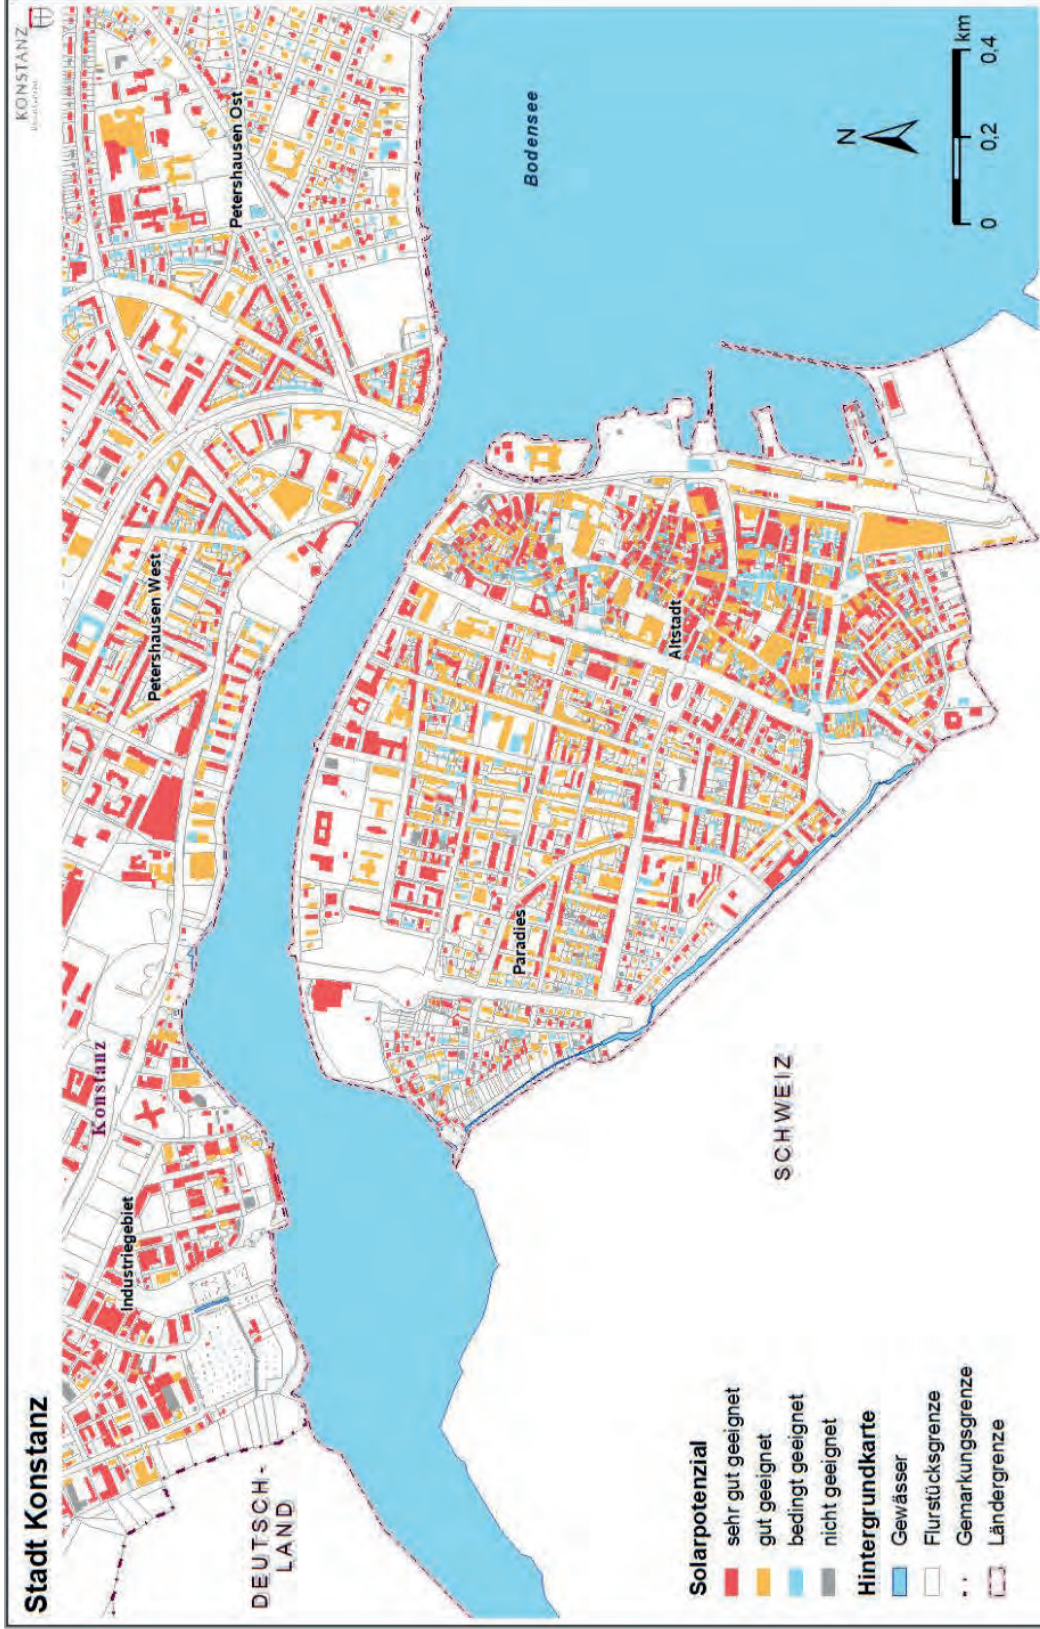 Stadt Konstanz
KONSTANZ
Petershausen Ost
Petershausen West
Konstanz
Industriegebiet
Bodensee
Altstadt
Paradies
DEUTSCH-
LAND
SCHWEIZ
N
0 0,2 0,4
km
Solarpotenzial
sehr gut geeignet
gut geeignet
bedingt geeignet
nicht geeignet
Hintergrundkarte
Gewässer
Flurstücksgrenze
Gemarkungsgrenze
Ländergrenze